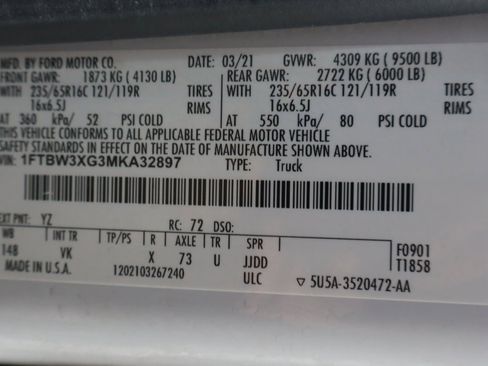 MFD. BY FORD MOTOR CO. DATE: 03/21 GVWR: 4309 KG ( 9500 LB)
FRONT GAWR: 1873 KG ( 4130 LB) REAR GAWR: 2722 KG ( 6000 LB)
WITH 235/65R16C 121/119R TIRES WITH 235/65R16C 121/119R TIRES
16x6.5J RIMS 16x6.5J RIMS
AT 360 kPa/ 52 PSI COLD AT 550 kPa/ 80 PSI COLD
THIS VEHICLE CONFORMS TO ALL APPLICABLE FEDERAL MOTOR VEHICLE
SAFETY STANDARDS IN EFFECT ON THE DATE OF MANUFACTURE SHOWN ABOVE.
VIN: 1FTBW3XG3MKA32897 TYPE: Truck
EXT PNT: YZ RC: 72 DSO:
WB INT TR TP/PS R AXLE TR SPR F0901
148 VK X 73 U JJDD T1858
MADE IN U.S.A. 1202103267240 ULC ▽ 5U5A-3520472-AA